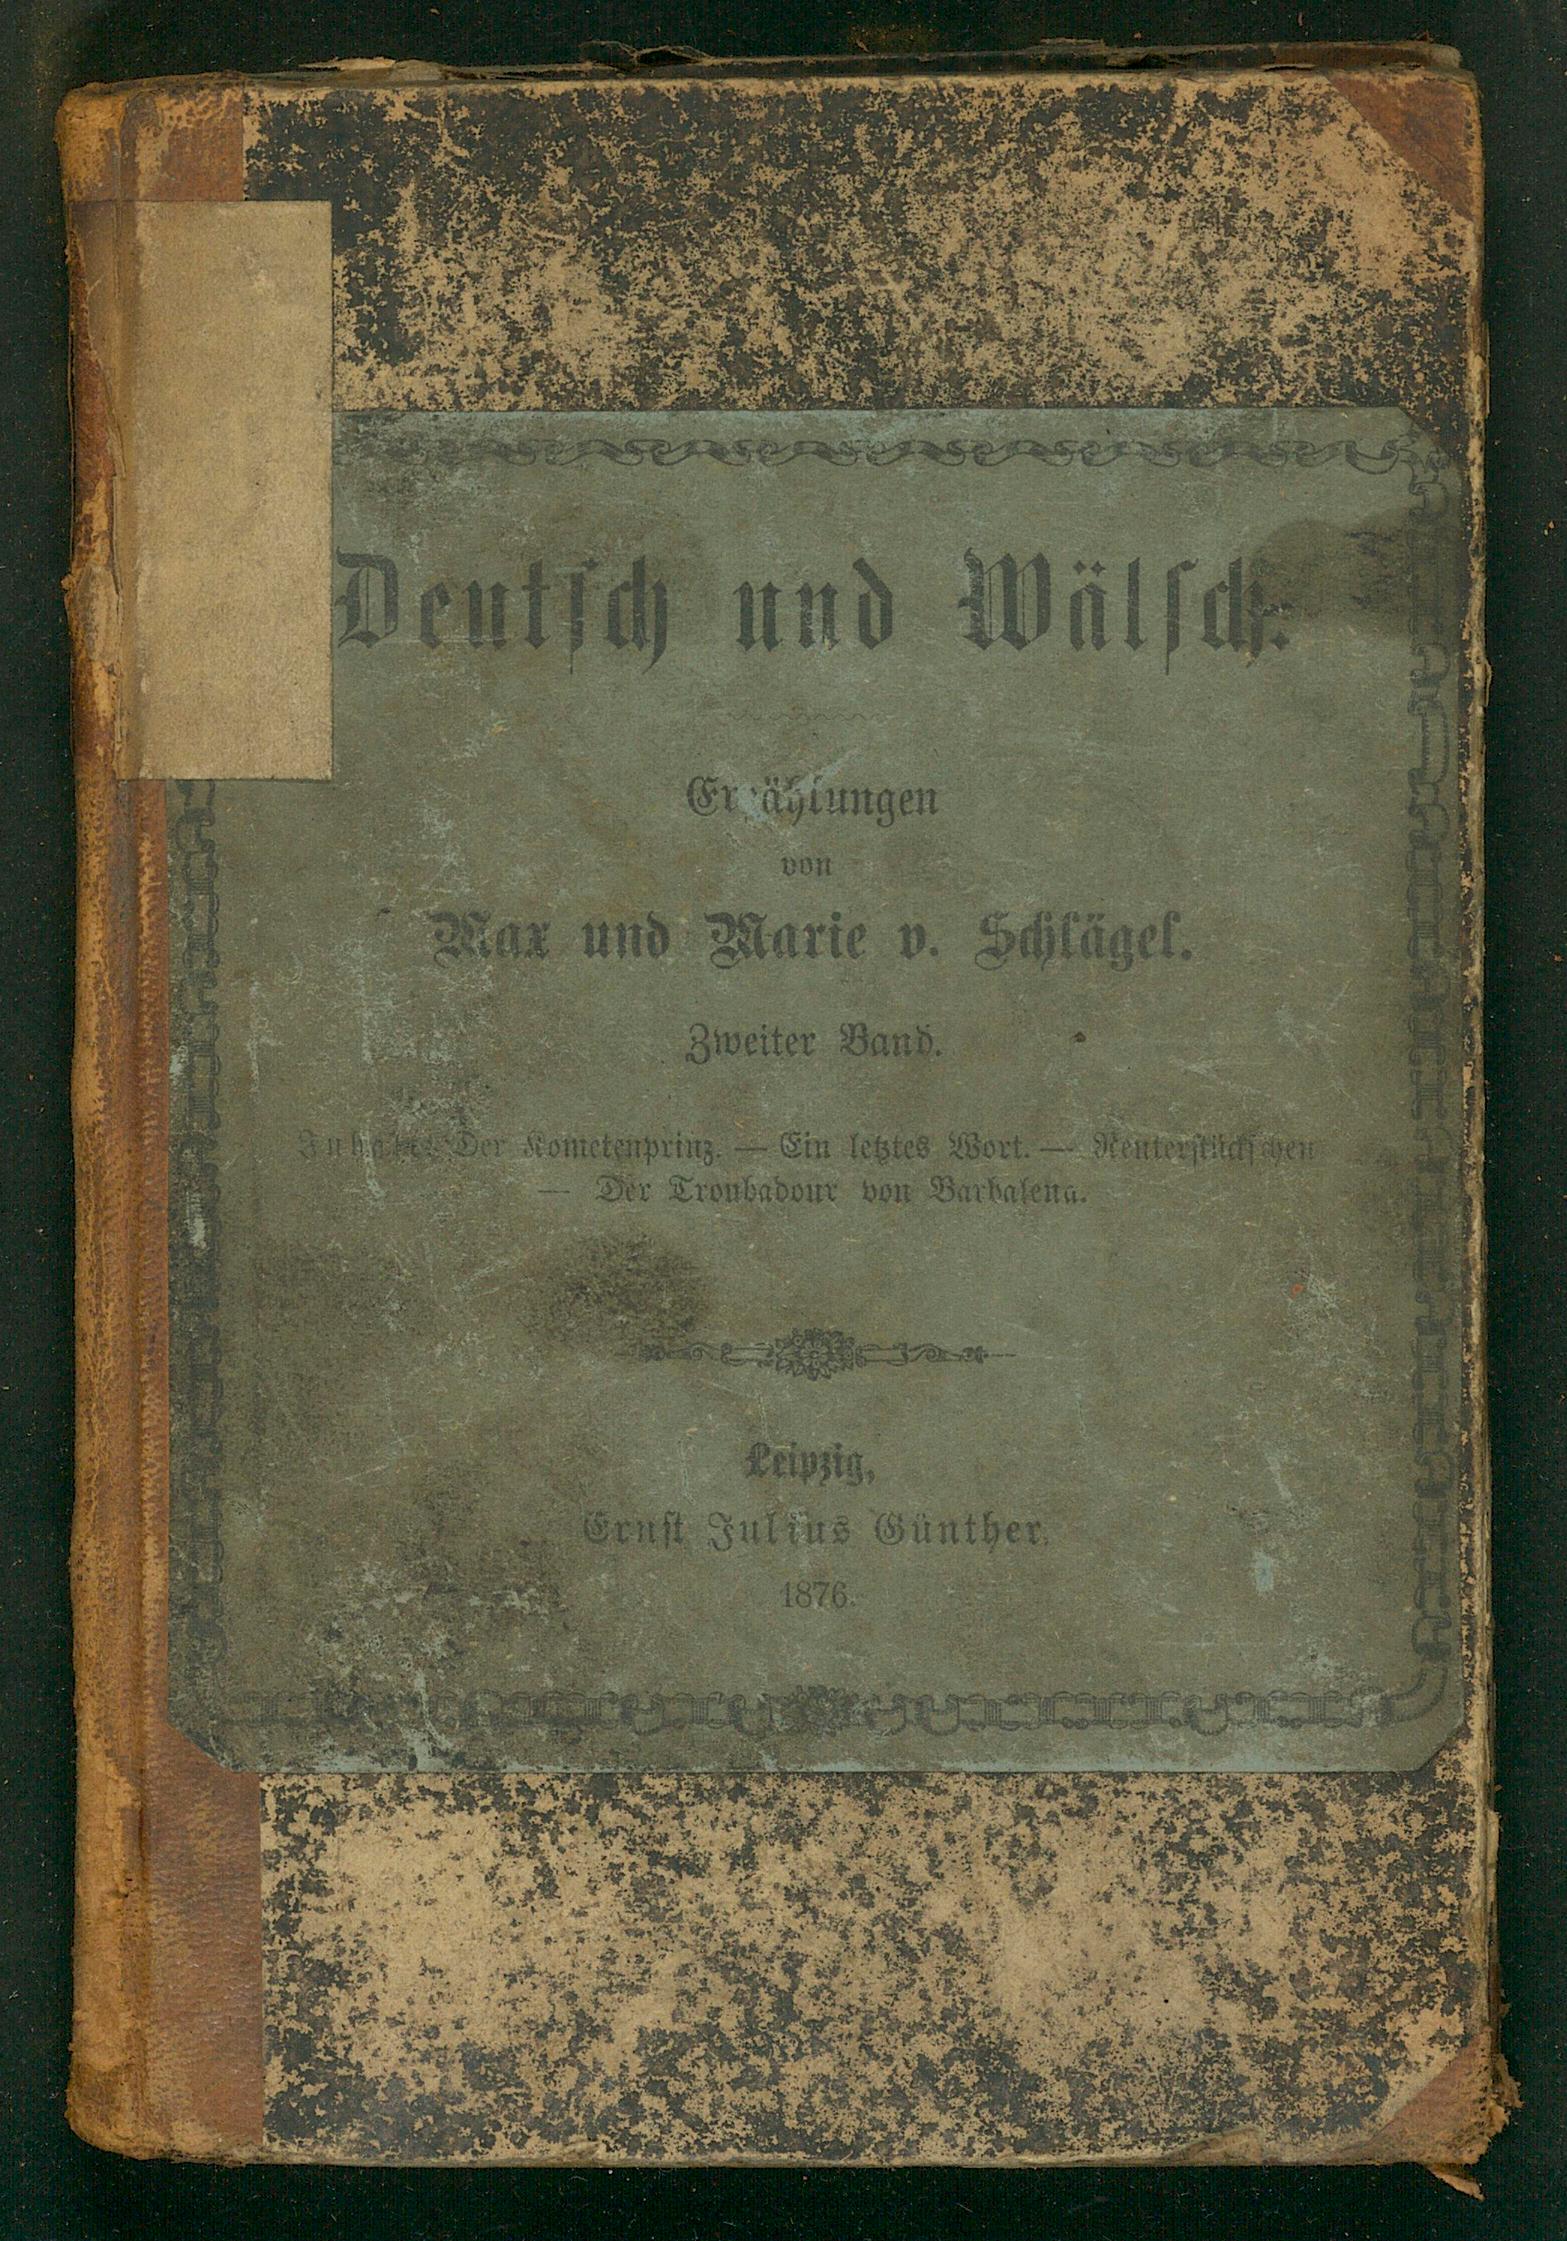 Deutsch und Wälsch.
Erzählungen
von
Max und Marie v. Schlägel.
Zweiter Band.
Inhalt: Der Kometenprinz. — Ein letztes Wort. — Reuterstückchen
— Der Troubadour von Barbalena.
Leipzig,
Ernst Julius Günther.
1876.